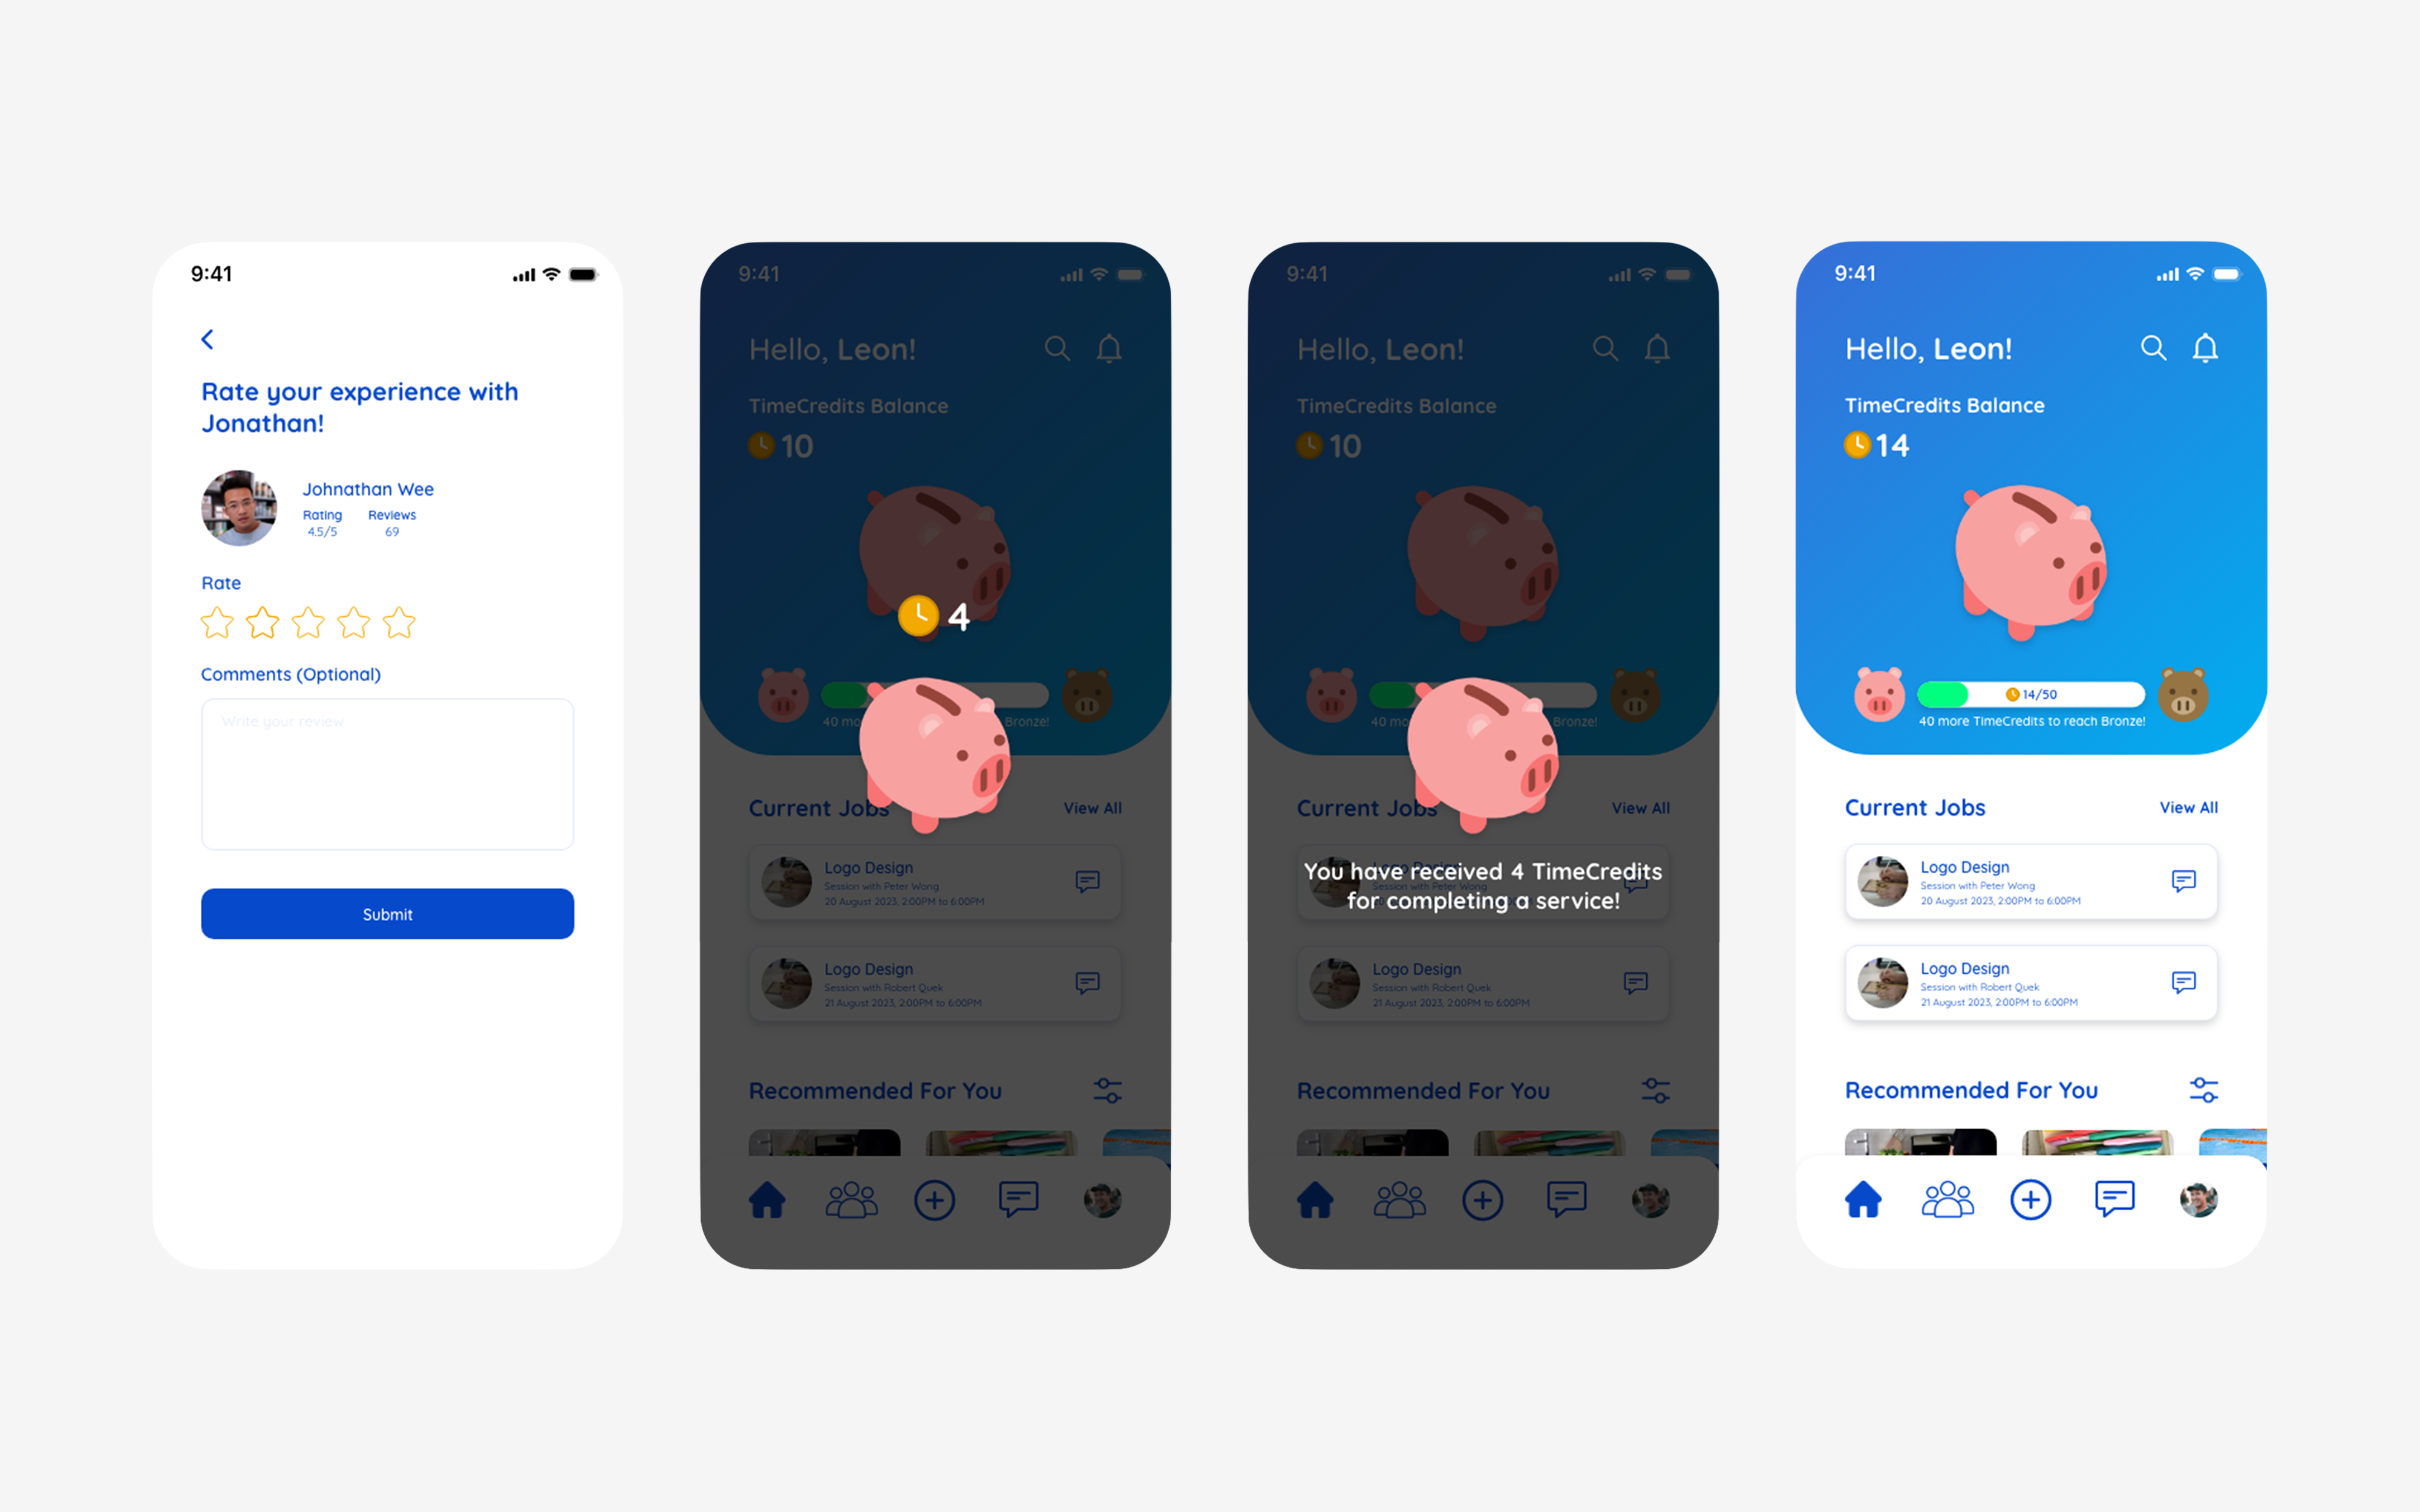 9:41
Rate your experience with
Jonathan!
Johnathan Wee
Rating Reviews
4.5/5 69
Rate
Comments (Optional)
Write your review
Submit
9:41
Hello, Leon!
TimeCredits Balance
10
4
40 mo Bronze!
Current Jobs View All
Logo Design
Session with Peter Wong
20 August 2023, 2:00PM to 6:00PM
Logo Design
Session with Robert Quek
21 August 2023, 2:00PM to 6:00PM
Recommended For You
9:41
Hello, Leon!
TimeCredits Balance
10
40 mo Bronze!
Current Jobs View All
Logo Design
You have received 4 TimeCredits
Session with Peter Wong
for completing a service!
Logo Design
Session with Robert Quek
21 August 2023, 2:00PM to 6:00PM
Recommended For You
9:41
Hello, Leon!
TimeCredits Balance
14
14/50
40 more TimeCredits to reach Bronze!
Current Jobs View All
Logo Design
Session with Peter Wong
20 August 2023, 2:00PM to 6:00PM
Logo Design
Session with Robert Quek
21 August 2023, 2:00PM to 6:00PM
Recommended For You